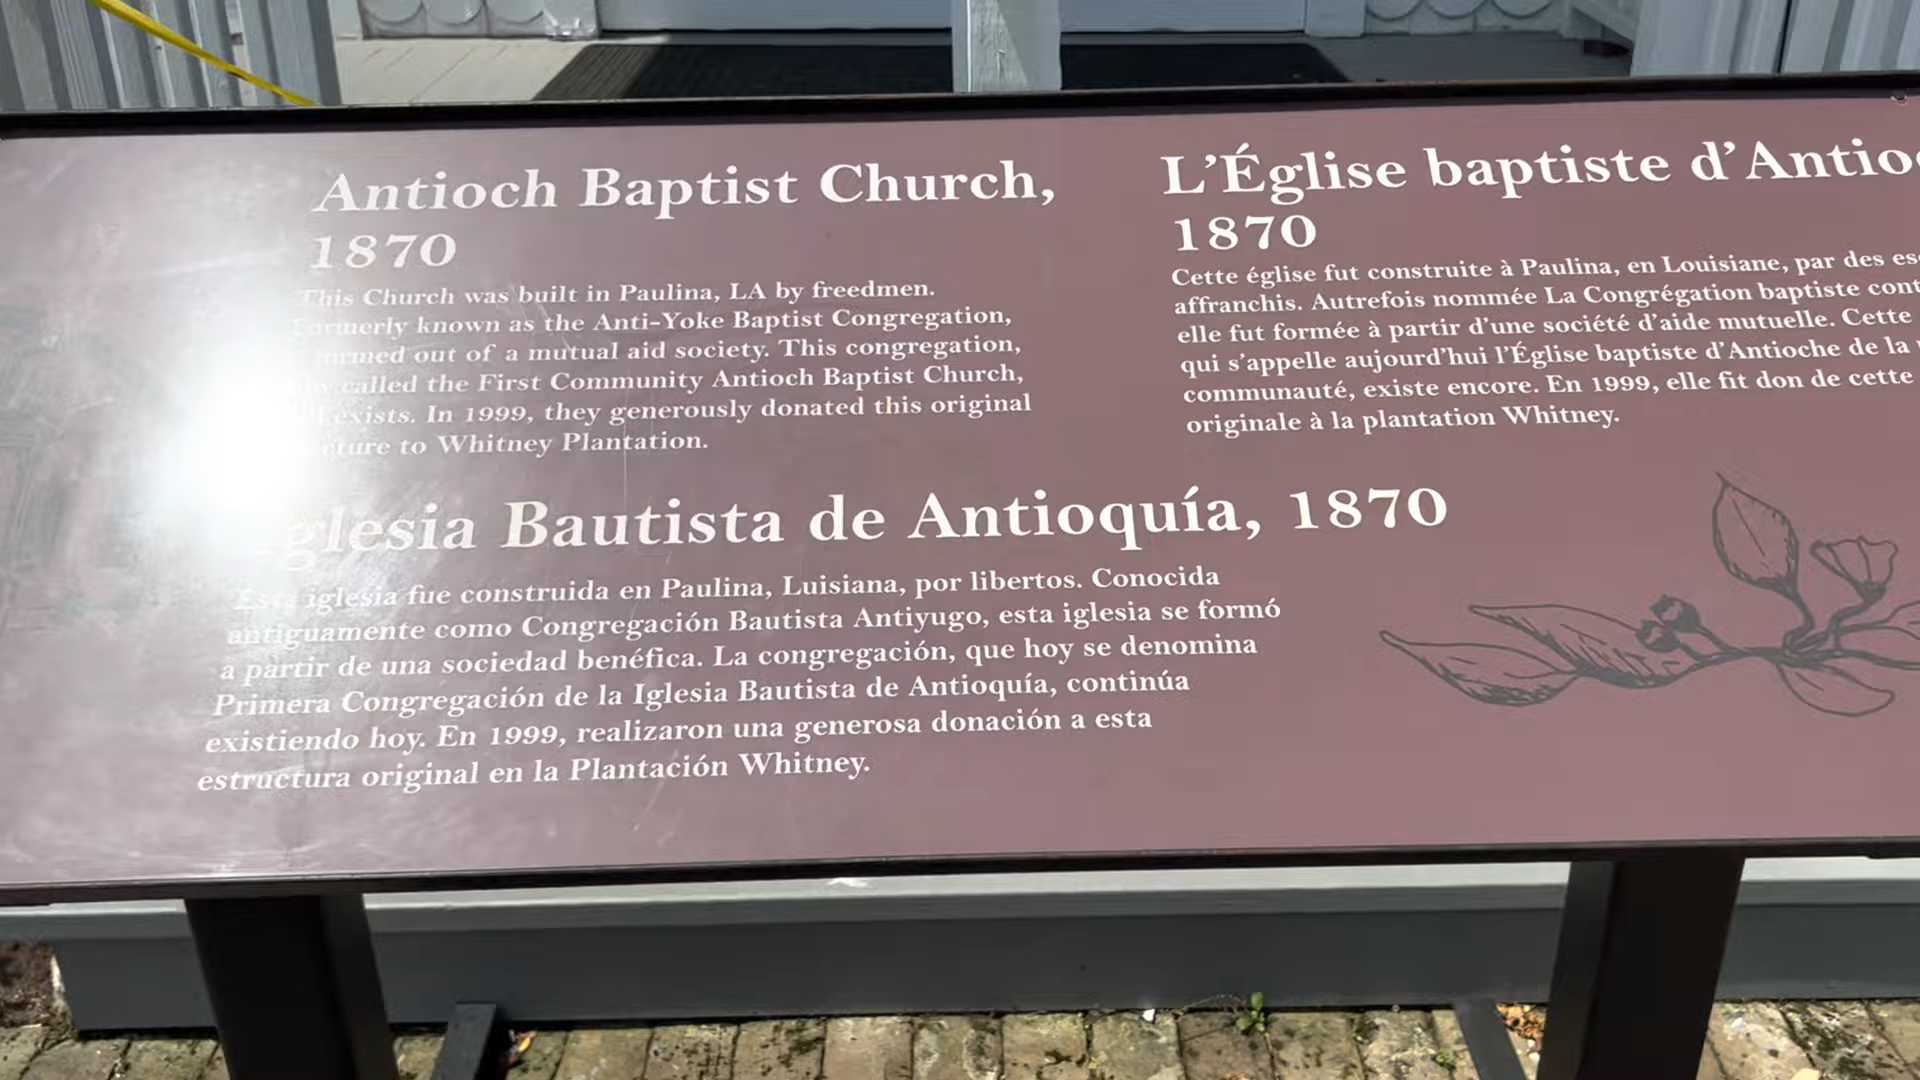 Antioch Baptist Church,
1870
This Church was built in Paulina, LA by freedmen.
Formerly known as the Anti-Yoke Baptist Congregation,
formed out of a mutual aid society. This congregation,
called the First Community Antioch Baptist Church,
exists. In 1999, they generously donated this original
to Whitney Plantation.
L'Église baptiste d'Antio
1870
Cette église fut construite à Paulina, en Louisiane, par des
affranchis. Autrefois nommée La Congrégation baptiste
elle fut formée à partir d'une société d'aide mutuelle. Cette
qui s'appelle aujourd'hui l'Église baptiste d'Antioche de la
communauté, existe encore. En 1999, elle fit don de cette
originale à la plantation Whitney.
Iglesia Bautista de Antioquía, 1870
Esta iglesia fue construida en Paulina, Luisiana, por libertos. Conocida
antiguamente como Congregación Bautista Antiyugo, esta iglesia se formó
a partir de una sociedad benéfica. La congregación, que hoy se denomina
Primera Congregación de la Iglesia Bautista de Antioquía, continúa
existiendo hoy. En 1999, realizaron una generosa donación a esta
estructura original en la Plantación Whitney.